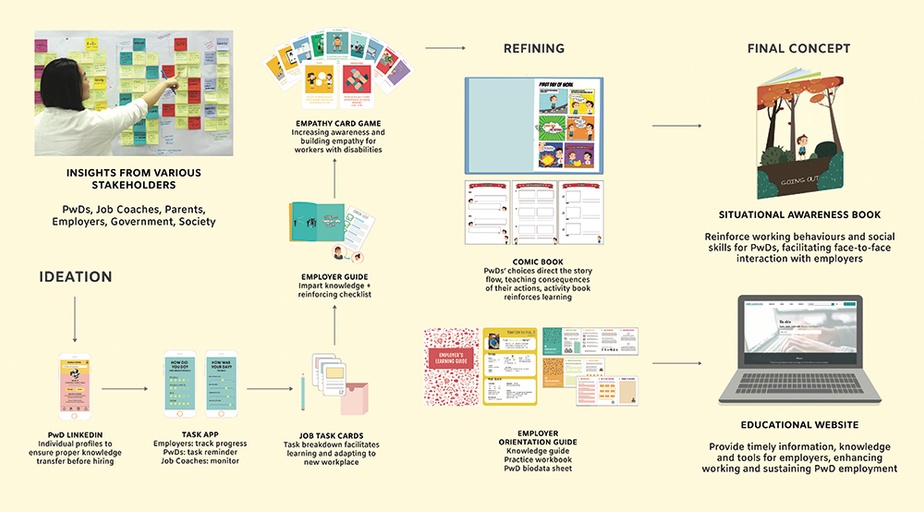 INSIGHTS FROM VARIOUS
STAKEHOLDERS
PwDs, Job Coaches, Parents,
Employers, Government, Society
IDEATION
PwD LINKEDIN
Individual profiles to
ensure proper knowledge
transfer before hiring
HOW DID
YOU DO?
HOW WAS
YOUR DAY?
TASK APP
Employers: track progress
PwDs: task reminder
Job Coaches: monitor
JOB TASK CARDS
Task breakdown facilitates
learning and adapting to
new workplace
EMPLOYER GUIDE
Impart knowledge +
reinforcing checklist
EMPATHY CARD GAME
Increasing awareness and
building empathy for
workers with disabilities
REFINING
FIRST DAY OF WORK
COMIC BOOK
PwDs' choices direct the story
flow, teaching consequences
of their actions, activity book
reinforces learning
EMPLOYER'S
LEARNING GUIDE
EMPLOYER
ORIENTATION GUIDE
Knowledge guide
Practice workbook
PwD biodata sheet
FINAL CONCEPT
GOING OUT
SITUATIONAL AWARENESS BOOK
Reinforce working behaviours and social
skills for PwDs, facilitating face-to-face
interaction with employers
EDUCATIONAL WEBSITE
Provide timely information, knowledge
and tools for employers, enhancing
working and sustaining PwD employment